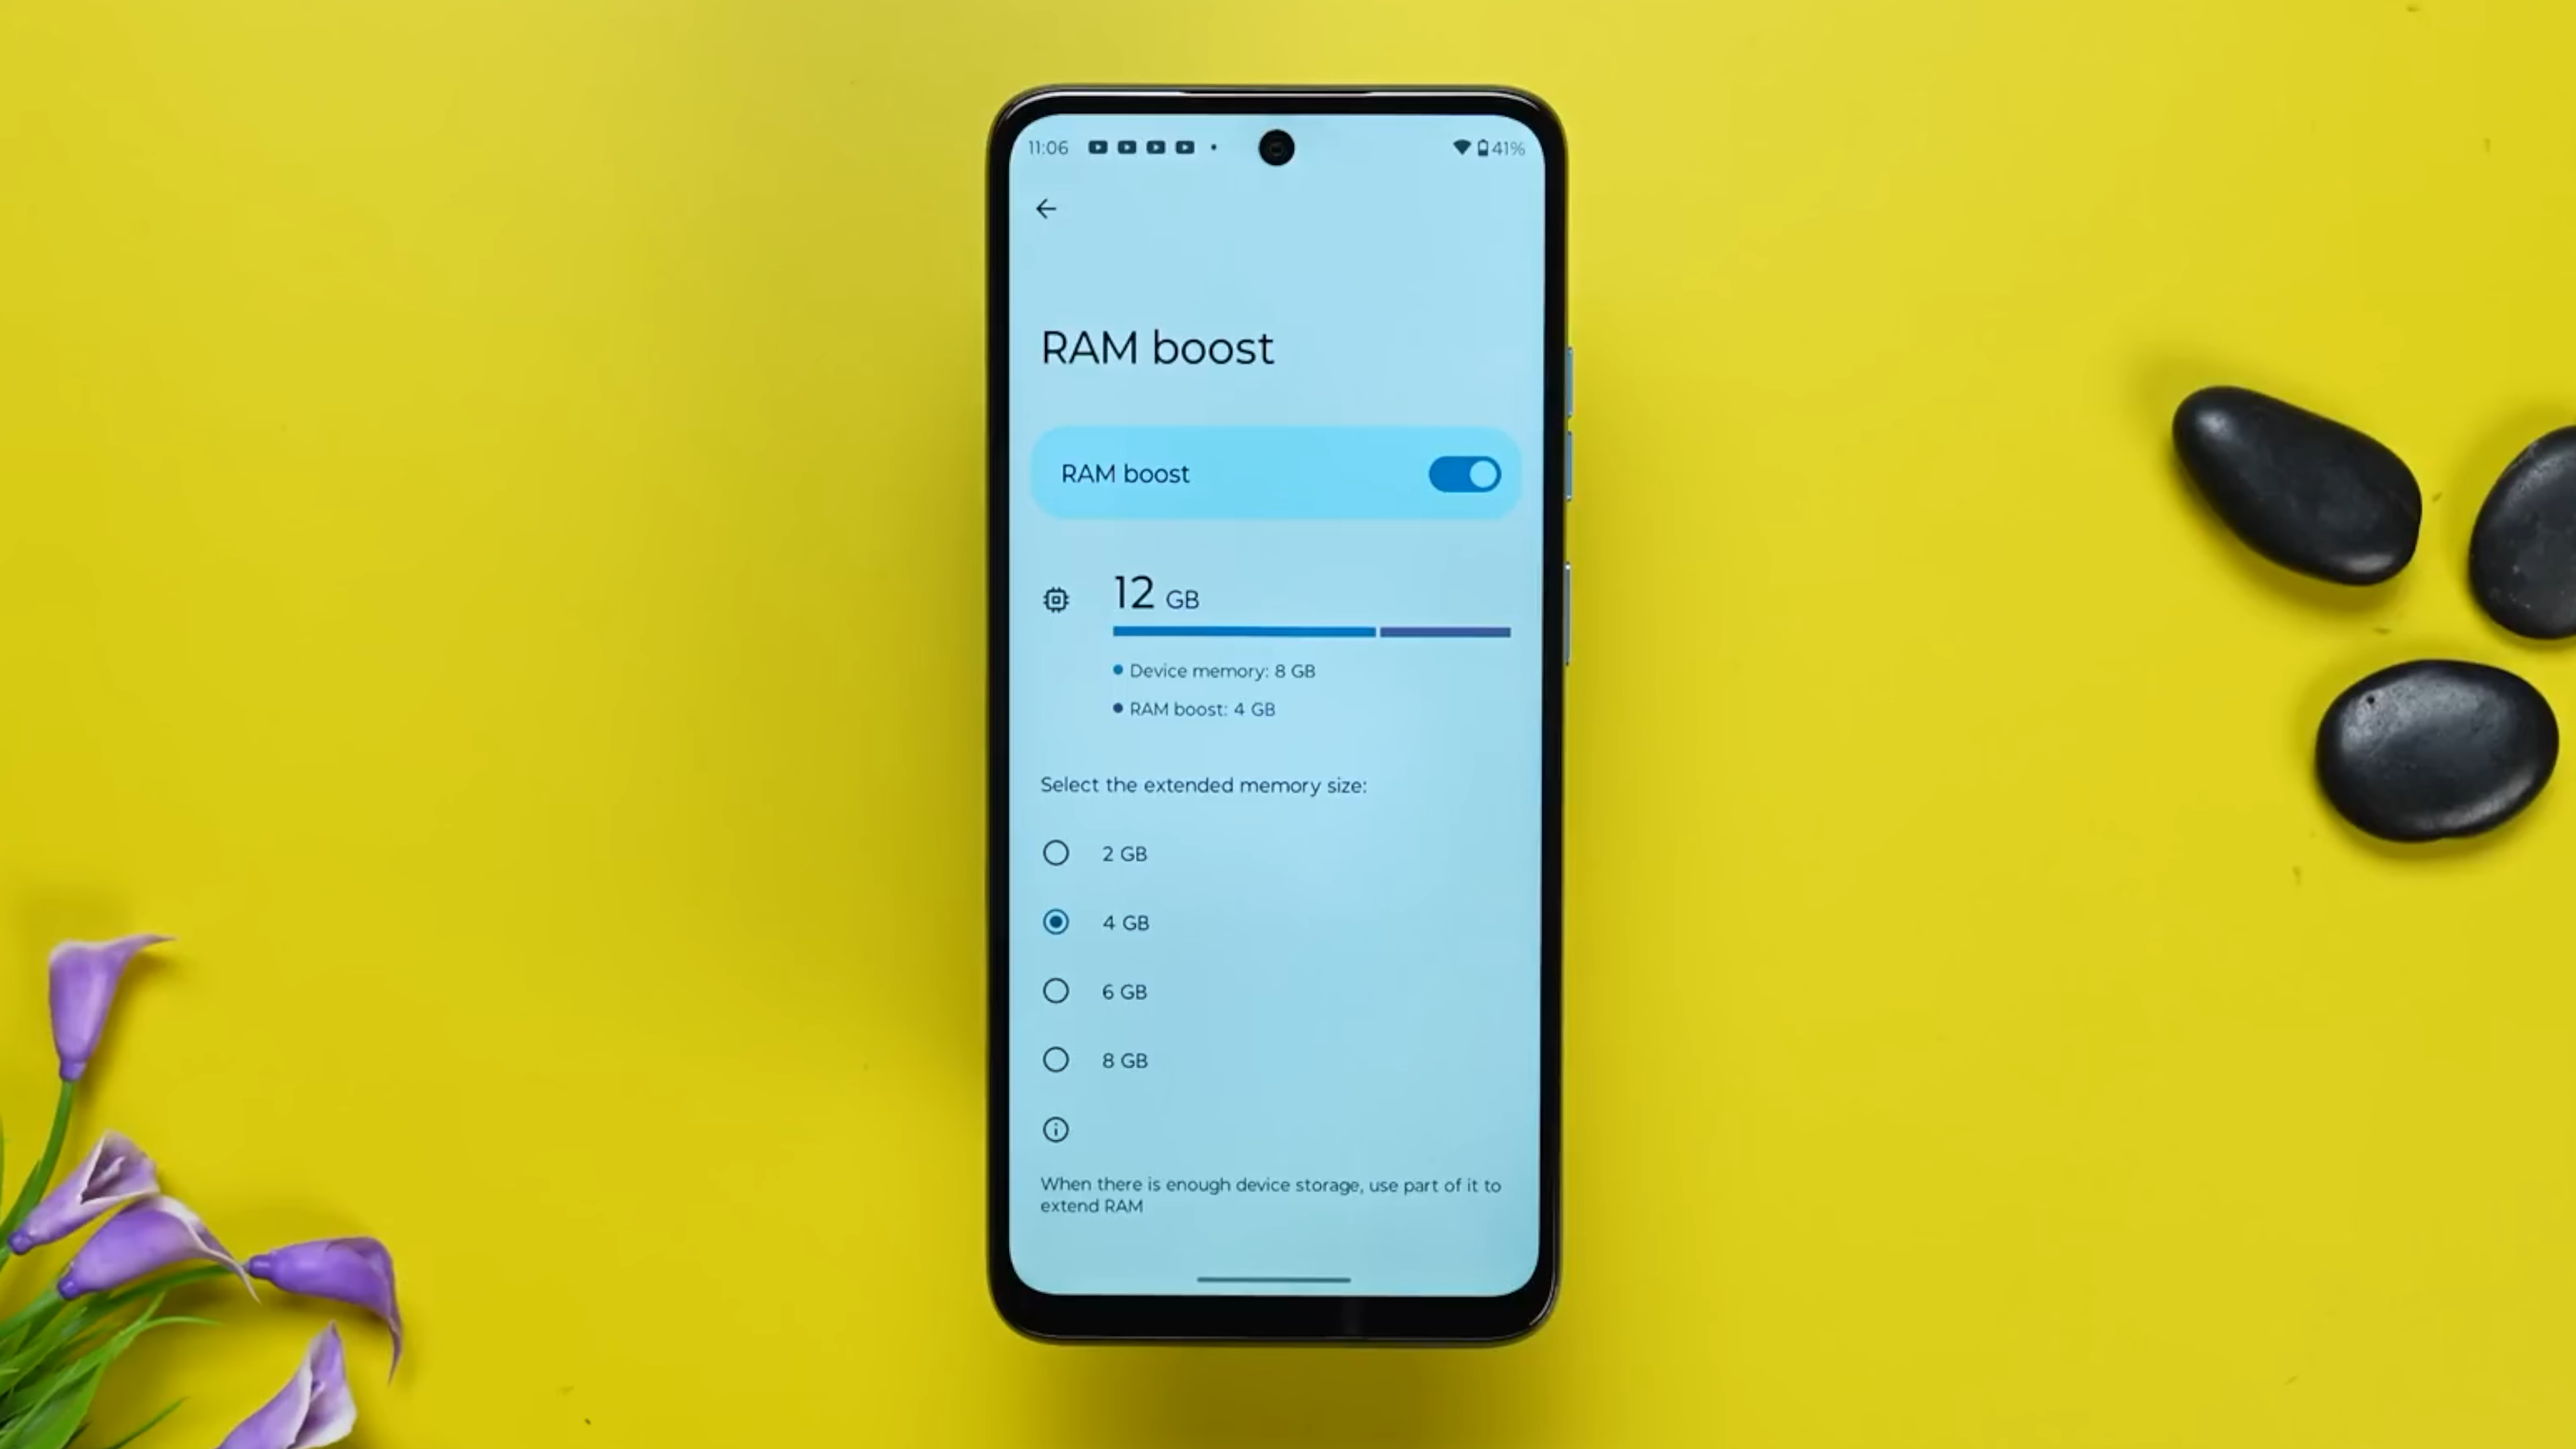 11:06
41%
RAM boost
RAM boost
12 GB
Device memory: 8 GB
RAM boost: 4 GB
Select the extended memory size:
2 GB
4 GB
6 GB
8 GB
When there is enough device storage, use part of it to
extend RAM